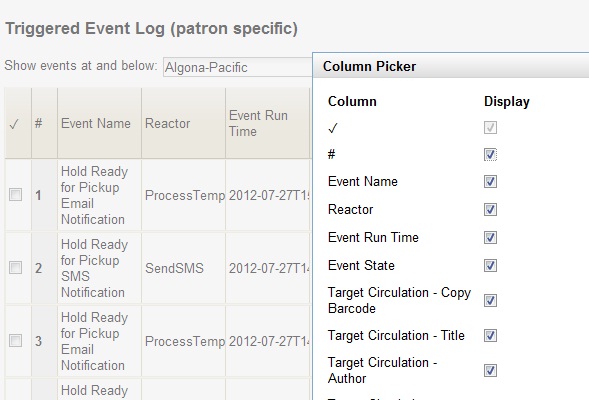 Triggered Event Log (patron specific)
Show events at and below: Algona-Pacific
✓ # Event Name Reactor Event Run Time
1 Hold Ready for Pickup Email Notification ProcessTemp 2012-07-27T1
2 Hold Ready for Pickup SMS Notification SendSMS 2012-07-27T14
3 Hold Ready for Pickup Email Notification ProcessTemp 2012-07-27T14
Hold Ready
Column Picker
Column Display
✓
#
Event Name
Reactor
Event Run Time
Event State
Target Circulation - Copy
Barcode
Target Circulation - Title
Target Circulation -
Author